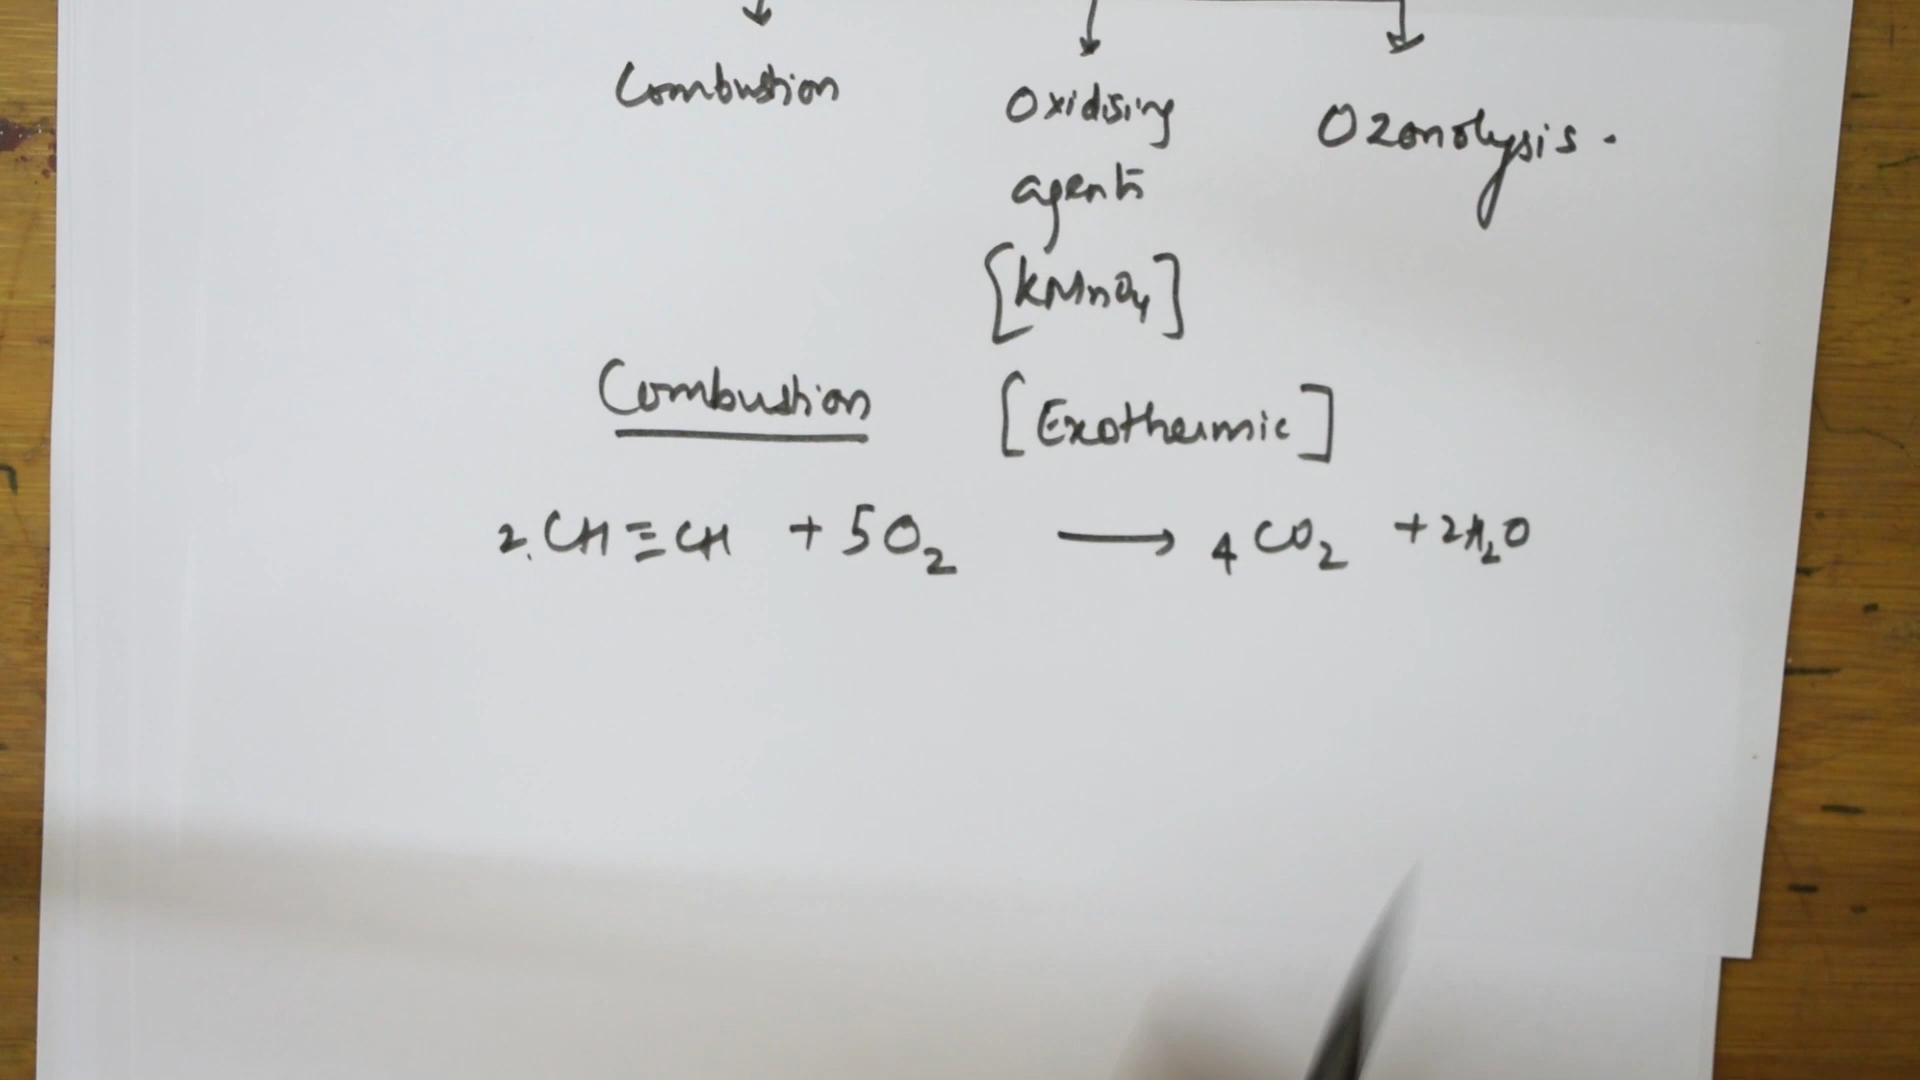 Combustion
Oxidising
agents
[KMnO₄]
Ozonolysis.
Combustion [Exothermic]
2.CH≡CH + 5O₂ ⟶ 4CO₂ + 2H₂O